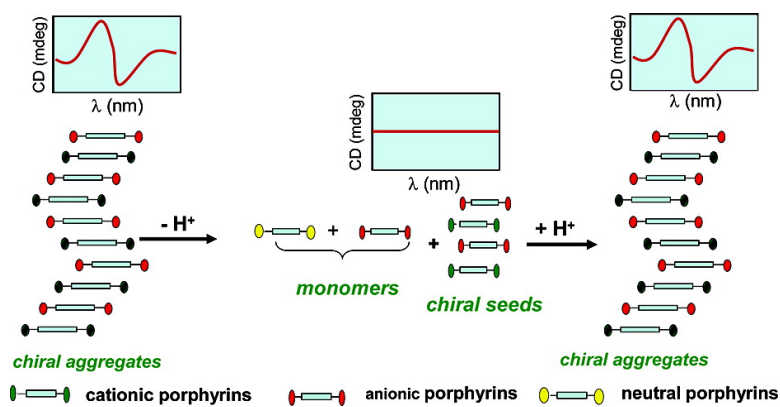 CD (mdeg)
λ (nm)
CD (mdeg)
λ (nm)
CD (mdeg)
λ (nm)
- H⁺
+
+
+ H⁺
monomers
chiral seeds
chiral aggregates
chiral aggregates
cationic porphyrins
anionic porphyrins
neutral porphyrins